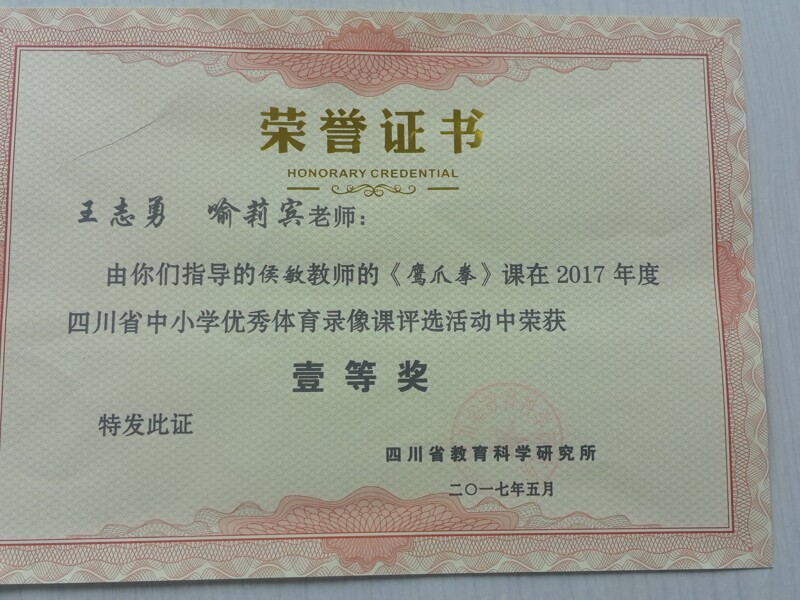 荣誉证书
HONORARY CREDENTIAL
王志勇 喻莉宾老师:
由你们指导的侯敏教师的《鹰爪拳》课在 2017 年度
四川省中小学优秀体育录像课评选活动中荣获
壹等奖
特发此证
四川省教育科学研究所
二〇一七年五月